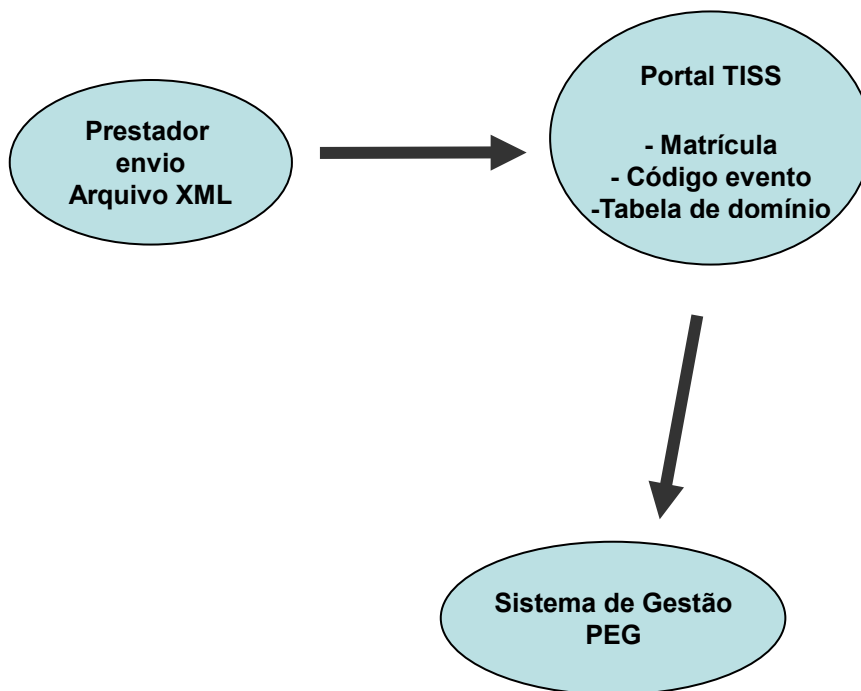 Prestador
envio
Arquivo XML
Portal TISS
- Matrícula
- Código evento
-Tabela de domínio
Sistema de Gestão
PEG